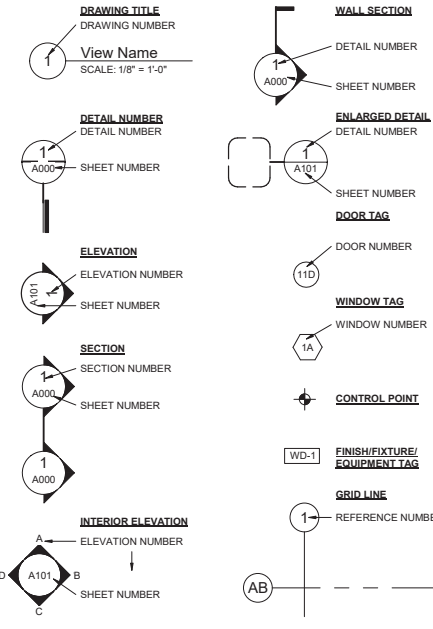 DRAWING TITLE
DRAWING NUMBER
1
View Name
SCALE: 1/8" = 1'-0"
DETAIL NUMBER
DETAIL NUMBER
1
A000
SHEET NUMBER
ELEVATION
ELEVATION NUMBER
1
A101
SHEET NUMBER
SECTION
SECTION NUMBER
1
A000
SHEET NUMBER
1
A000
INTERIOR ELEVATION
A
ELEVATION NUMBER
D
A101
B
SHEET NUMBER
C
WALL SECTION
DETAIL NUMBER
1
A000
SHEET NUMBER
ENLARGED DETAIL
DETAIL NUMBER
1
A101
SHEET NUMBER
DOOR TAG
DOOR NUMBER
11D
WINDOW TAG
WINDOW NUMBER
1A
CONTROL POINT
WD-1
FINISH/FIXTURE/
EQUIPMENT TAG
GRID LINE
1
REFERENCE NUMBE
AB